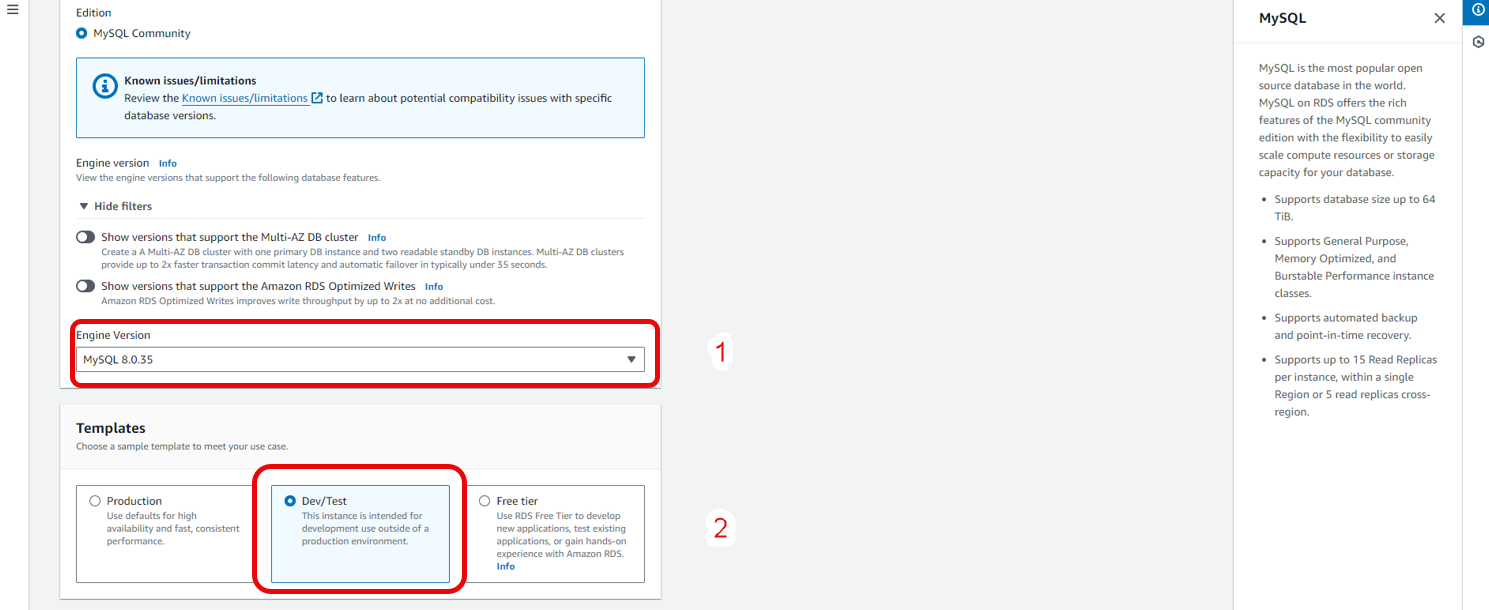 Edition
MySQL Community
Known issues/limitations
Review the Known issues/limitations to learn about potential compatibility issues with specific
database versions.
Engine version Info
View the engine versions that support the following database features.
Hide filters
Show versions that support the Multi-AZ DB cluster Info
Create a A Multi-AZ DB cluster with one primary DB instance and two readable standby DB instances. Multi-AZ DB clusters
provide up to 2x faster transaction commit latency and automatic failover in typically under 35 seconds.
Show versions that support the Amazon RDS Optimized Writes Info
Amazon RDS Optimized Writes improves write throughput by up to 2x at no additional cost.
Engine Version
MySQL 8.0.35
1
Templates
Choose a sample template to meet your use case.
Production
Use defaults for high
availability and fast, consistent
performance.
Dev/Test
This instance is intended for
development use outside of a
production environment.
Free tier
Use RDS Free Tier to develop
new applications, test existing
applications, or gain hands-on
experience with Amazon RDS.
Info
2
MySQL
MySQL is the most popular open
source database in the world.
MySQL on RDS offers the rich
features of the MySQL community
edition with the flexibility to easily
scale compute resources or storage
capacity for your database.
• Supports database size up to 64
TiB.
• Supports General Purpose,
Memory Optimized, and
Burstable Performance instance
classes.
• Supports automated backup
and point-in-time recovery.
• Supports up to 15 Read Replicas
per instance, within a single
Region or 5 read replicas cross-
region.